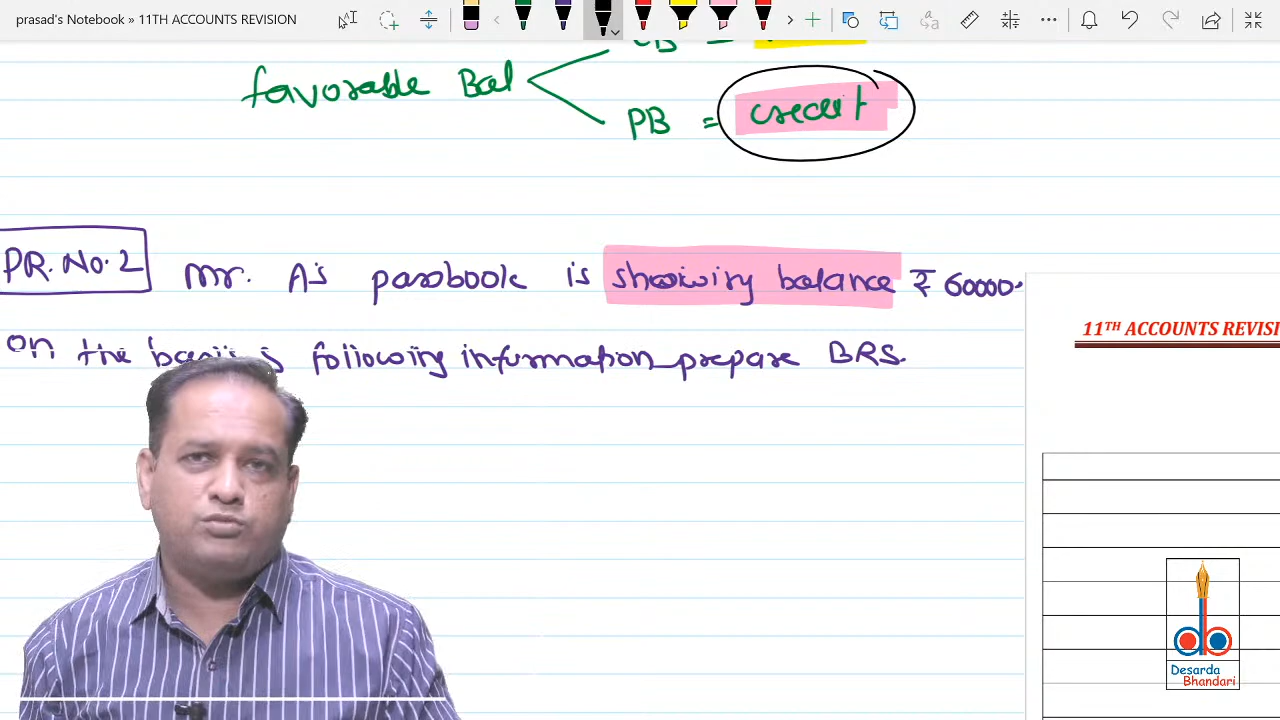 prasad's Notebook » 11TH ACCOUNTS REVISION
favorable Bal
PB = credit
PR. No. 2 Mr. A's passbook is showing balance ₹ 60000.
on the basis following information prepare BRS.
11TH ACCOUNTS REVISI
Desarda
Bhandari